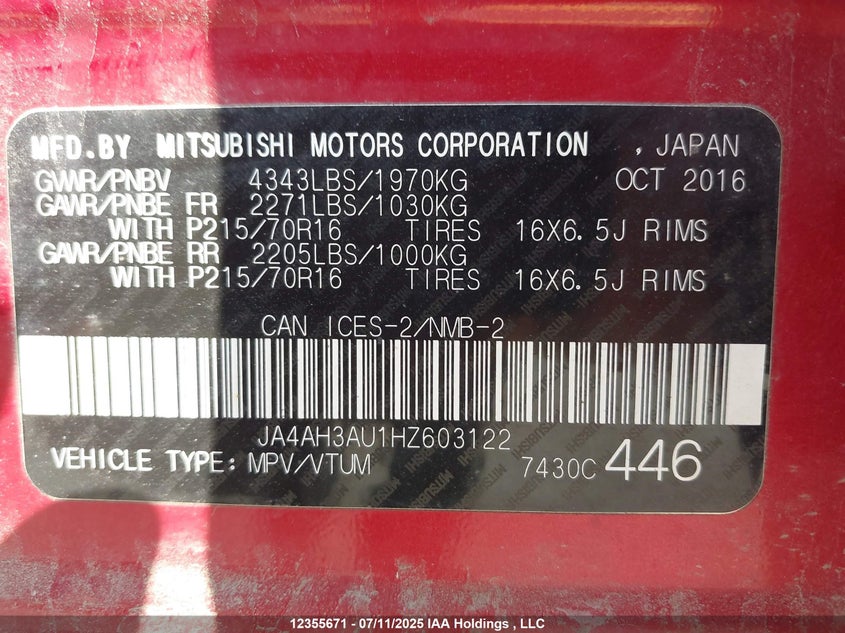 MFD.BY MITSUBISHI MOTORS CORPORATION , JAPAN
GVWR/PNBV 4343LBS/1970KG OCT 2016
GAWR/PNBE FR 2271LBS/1030KG
WITH P215/70R16 TIRES 16X6.5J RIMS
GAWR/PNBE RR 2205LBS/1000KG
WITH P215/70R16 TIRES 16X6.5J RIMS
CAN ICES-2/NMB-2
JA4AH3AU1HZ603122
VEHICLE TYPE: MPV/VTUM 7430C 446
12355671 - 07/11/2025 IAA Holdings , LLC